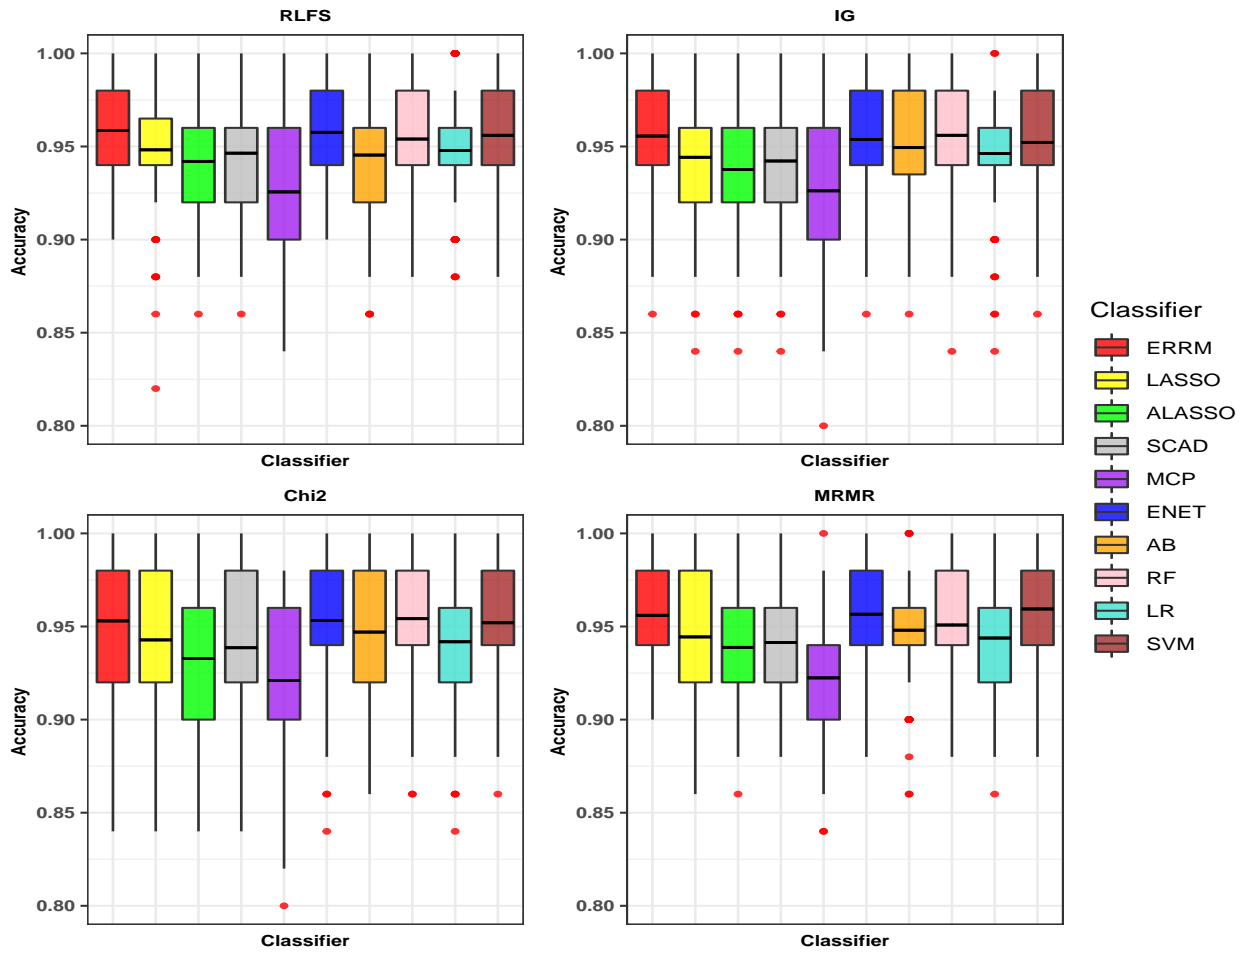 RLFS
1.00
0.95
0.90
0.85
0.80
Accuracy
Classifier
IG
1.00
0.95
0.90
0.85
0.80
Accuracy
Classifier
Chi2
1.00
0.95
0.90
0.85
0.80
Accuracy
Classifier
MRMR
1.00
0.95
0.90
0.85
0.80
Accuracy
Classifier
Classifier
ERRM
LASSO
ALASSO
SCAD
MCP
ENET
AB
RF
LR
SVM